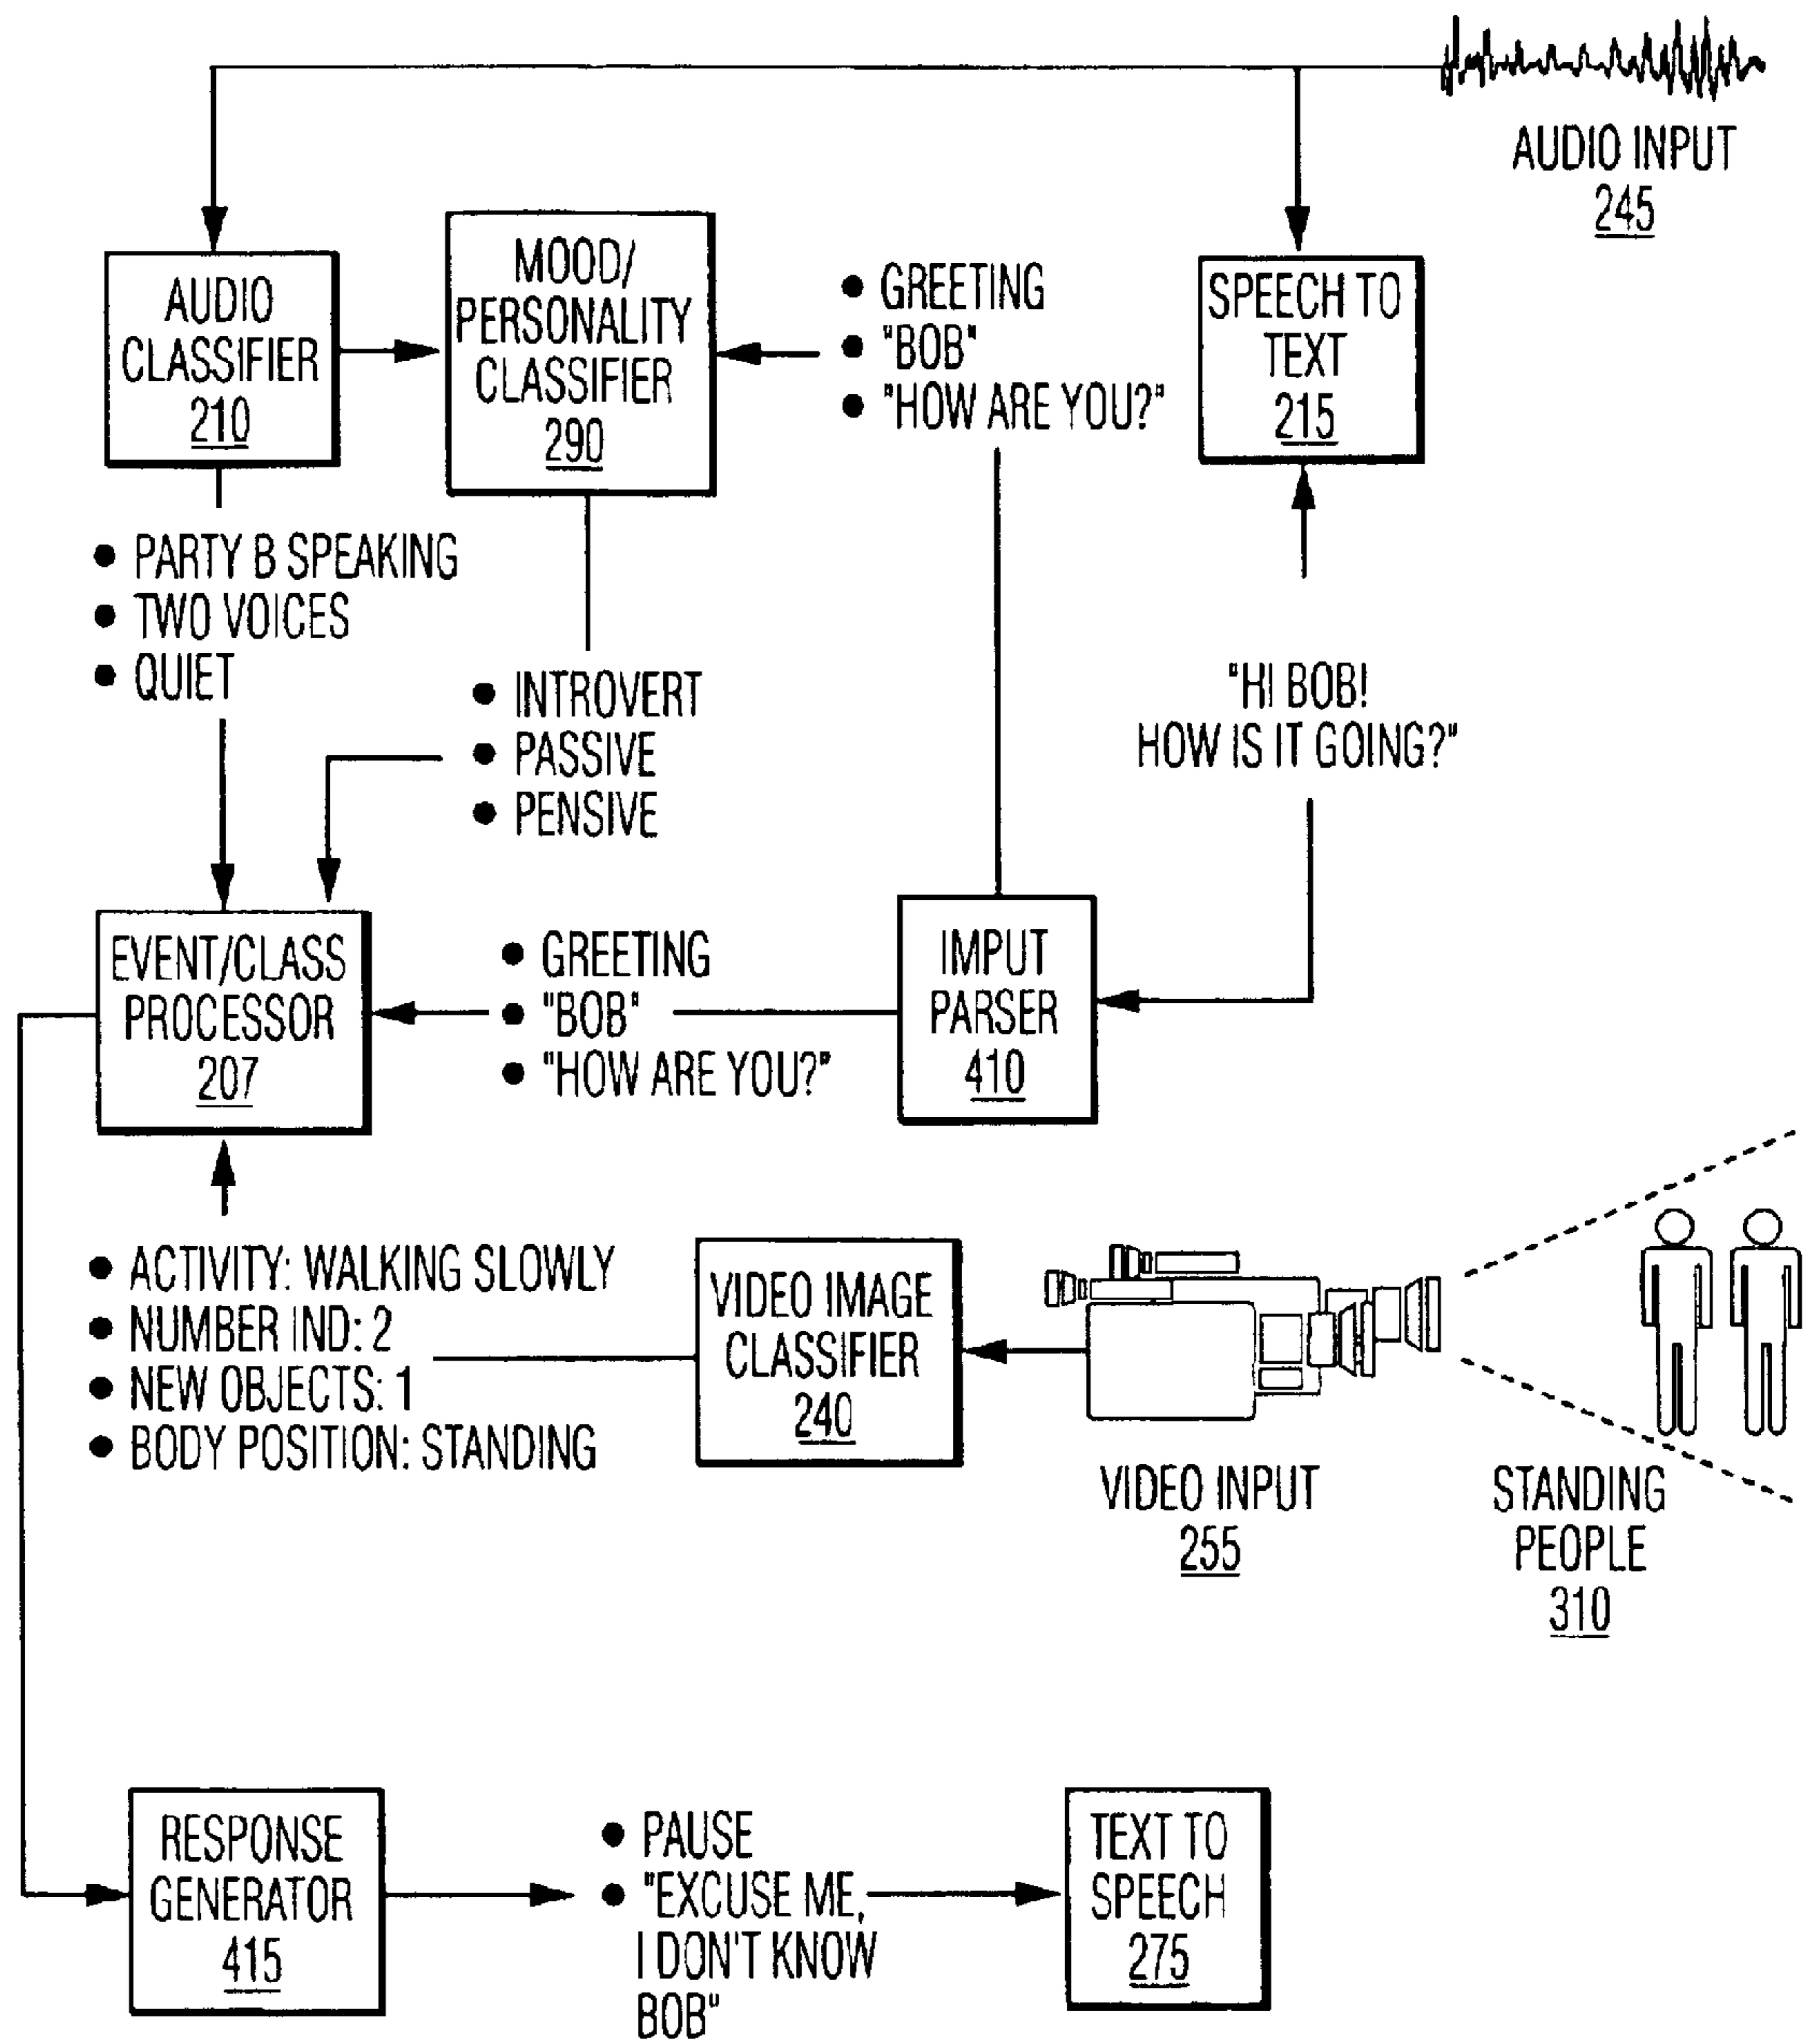 AUDIO INPUT
245
AUDIO
CLASSIFIER
210
MOOD/
PERSONALITY
CLASSIFIER
290
● GREETING
● "BOB"
● "HOW ARE YOU?"
SPEECH TO
TEXT
215
● PARTY B SPEAKING
● TWO VOICES
● QUIET
● INTROVERT
● PASSIVE
● PENSIVE
"HI BOB!
HOW IS IT GOING?"
EVENT/CLASS
PROCESSOR
207
● GREETING
● "BOB"
● "HOW ARE YOU?"
IMPUT
PARSER
410
● ACTIVITY: WALKING SLOWLY
● NUMBER IND: 2
● NEW OBJECTS: 1
● BODY POSITION: STANDING
VIDEO IMAGE
CLASSIFIER
240
VIDEO INPUT
255
STANDING
PEOPLE
310
RESPONSE
GENERATOR
415
● PAUSE
● "EXCUSE ME,
I DON'T KNOW
BOB"
TEXT TO
SPEECH
275